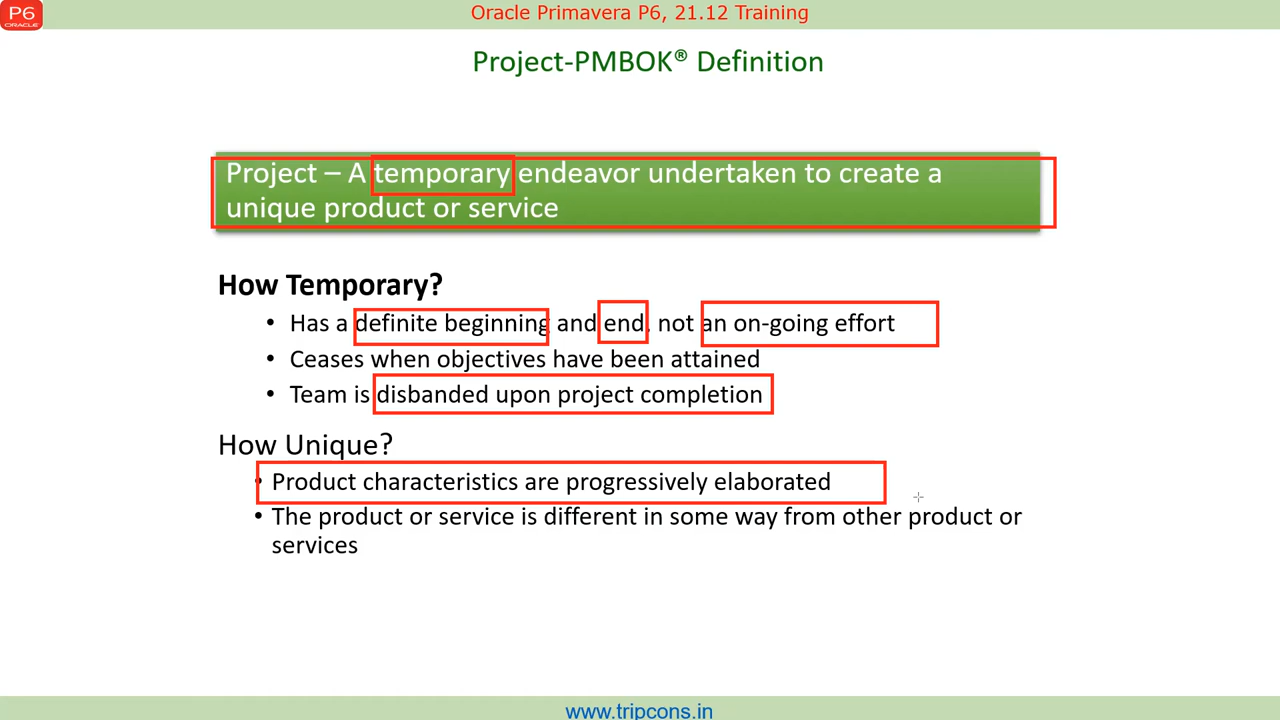 P6
ORACLE
Oracle Primavera P6, 21.12 Training
Project-PMBOK® Definition
Project – A temporary endeavor undertaken to create a
unique product or service
How Temporary?
• Has a definite beginning and end, not an on-going effort
• Ceases when objectives have been attained
• Team is disbanded upon project completion
How Unique?
• Product characteristics are progressively elaborated
• The product or service is different in some way from other product or
services
www.tripcons.in